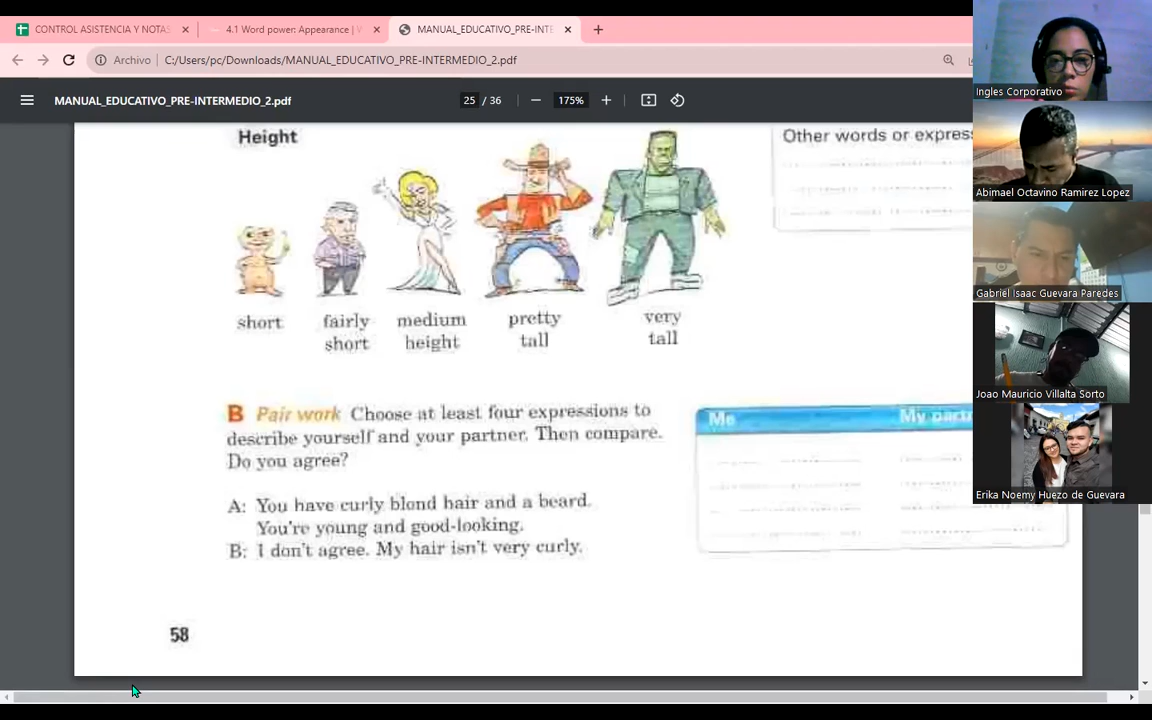 CONTROL ASISTENCIA Y NOTAS
4.1 Word power: Appearance |
MANUAL_EDUCATIVO_PRE-INTE
Archivo
C:/Users/pc/Downloads/MANUAL_EDUCATIVO_PRE-INTERMEDIO_2.pdf
MANUAL_EDUCATIVO_PRE-INTERMEDIO_2.pdf
25 / 36
175%
Height
Other words or express
short
fairly short
medium height
pretty tall
very tall
B Pair work Choose at least four expressions to
describe yourself and your partner. Then compare.
Do you agree?
Me
My partn
A: You have curly blond hair and a beard.
You're young and good-looking.
B: I don't agree. My hair isn't very curly.
58
Ingles Corporativo
Abimael Octavino Ramirez Lopez
Gabriel Isaac Guevara Paredes
Joao Mauricio Villalta Sorto
Erika Noemy Huezo de Guevara